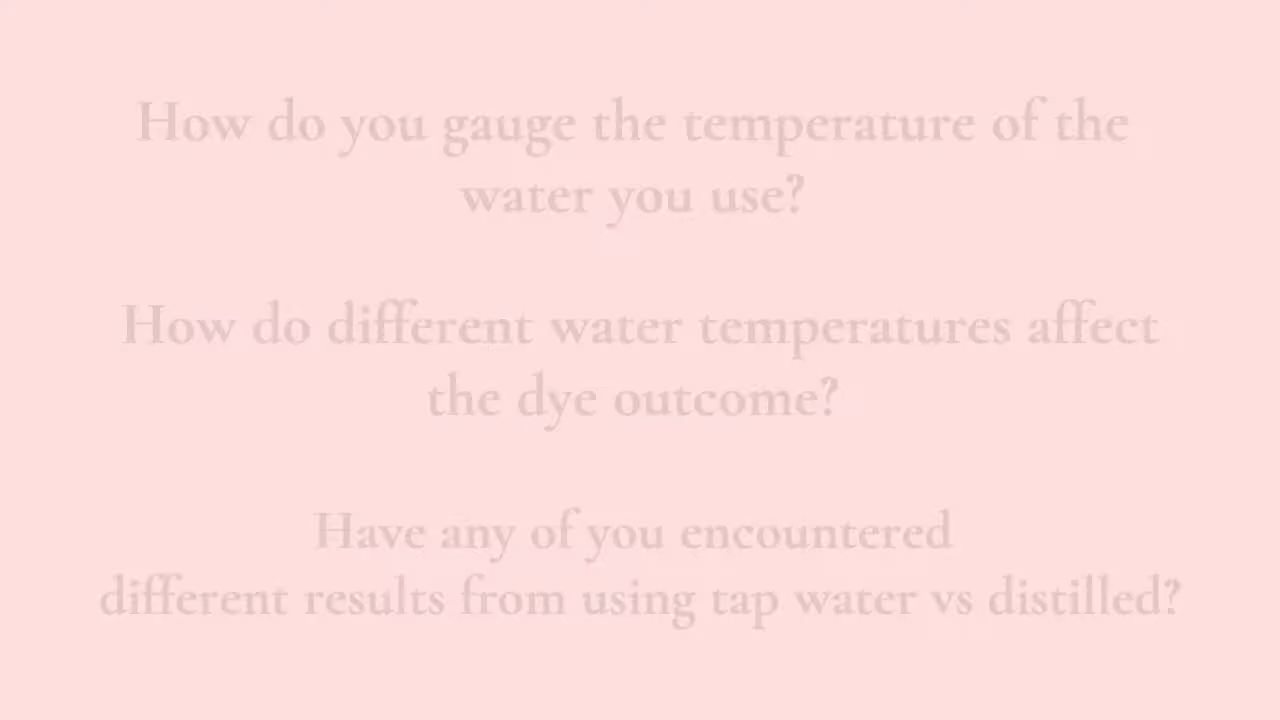 How do you gauge the temperature of the
water you use?
How do different water temperatures affect
the dye outcome?
Have any of you encountered
different results from using tap water vs distilled?